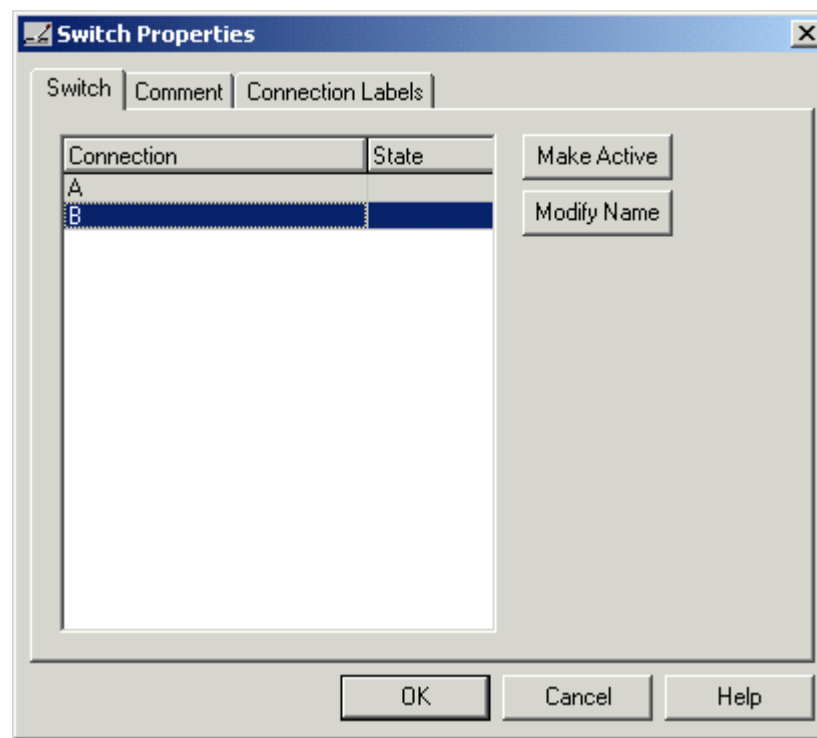 Switch Properties
Switch Comment Connection Labels
Connection State Make Active
A
B Modify Name
OK Cancel Help